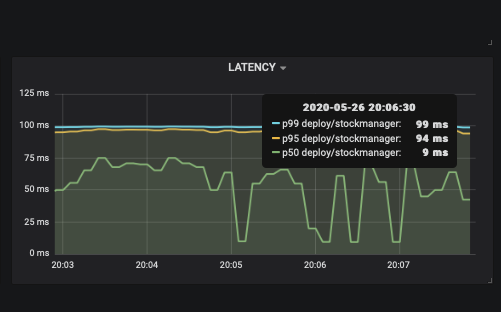 LATENCY
125 ms
2020-05-26 20:06:30
100 ms
p99 deploy/stockmanager: 99 ms
p95 deploy/stockmanager: 94 ms
75 ms
p50 deploy/stockmanager: 9 ms
50 ms
25 ms
0 ms
20:03 20:04 20:05 20:06 20:07